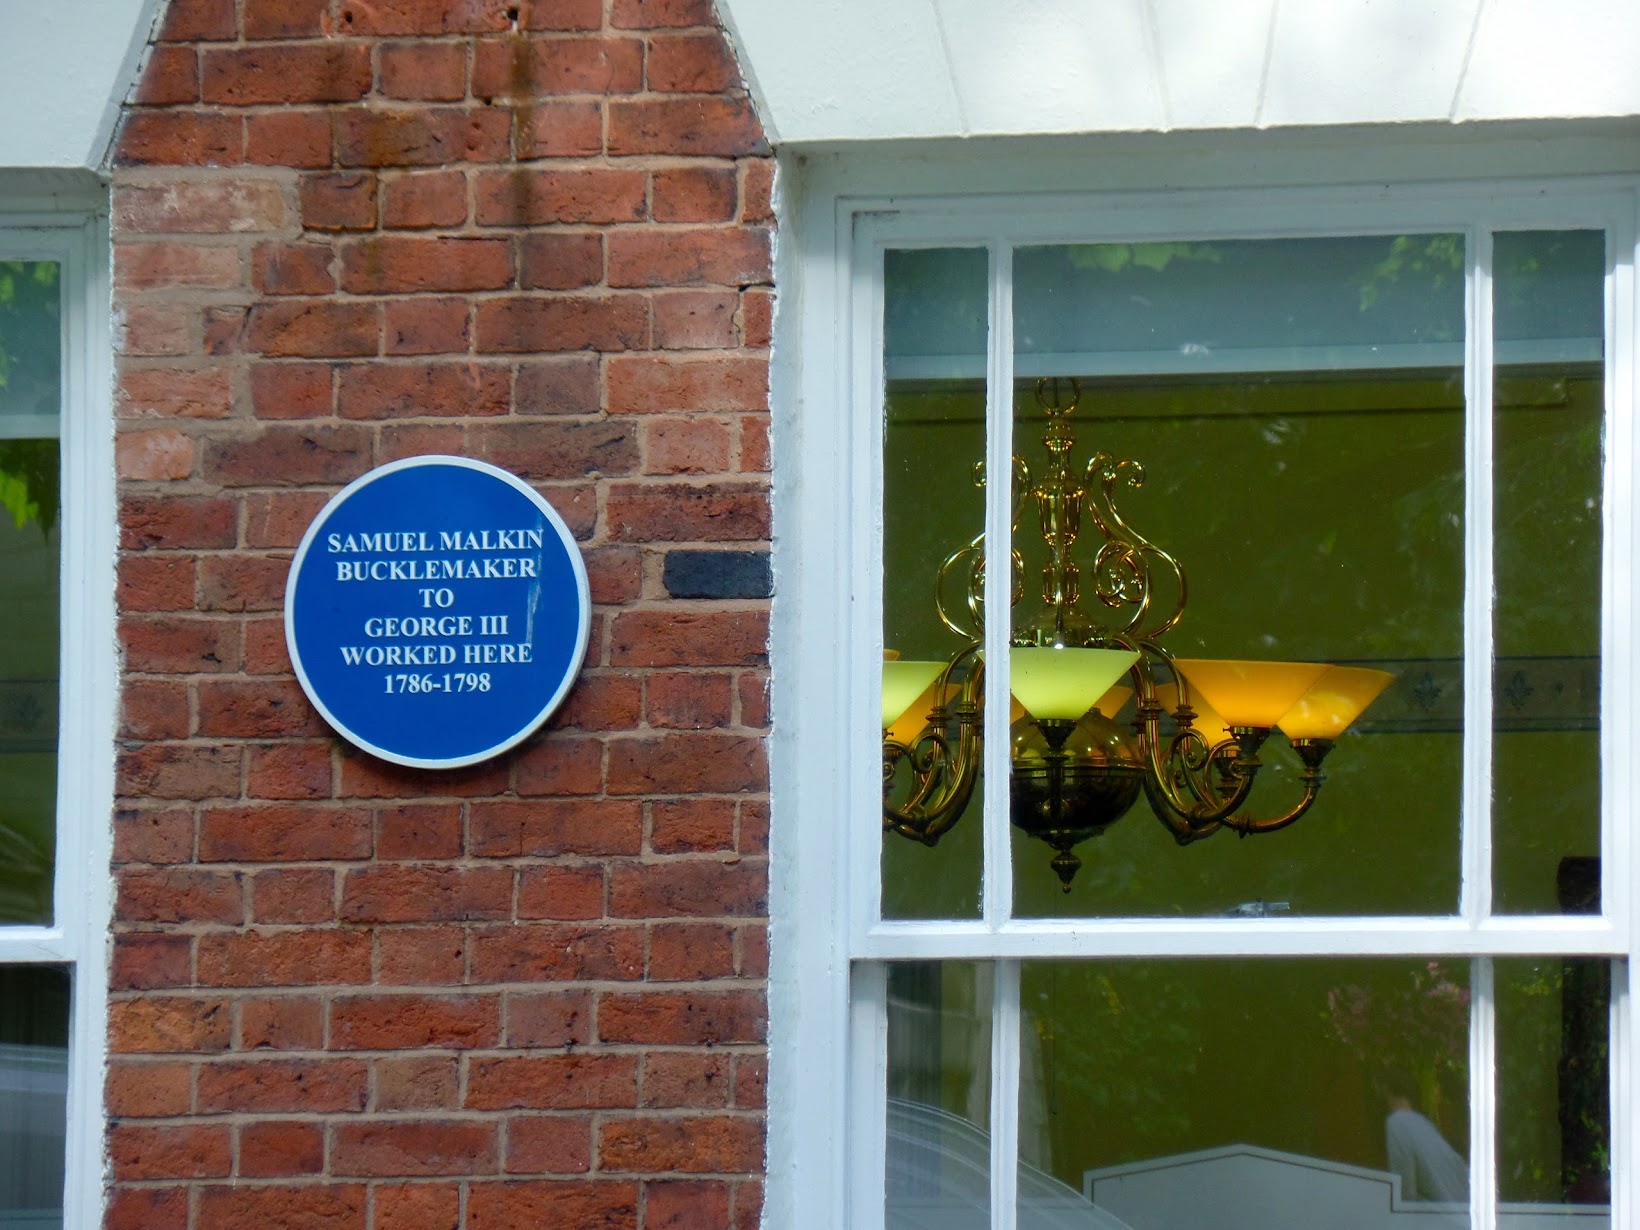 SAMUEL MALKIN
BUCKLEMAKER
TO
GEORGE III
WORKED HERE
1786-1798